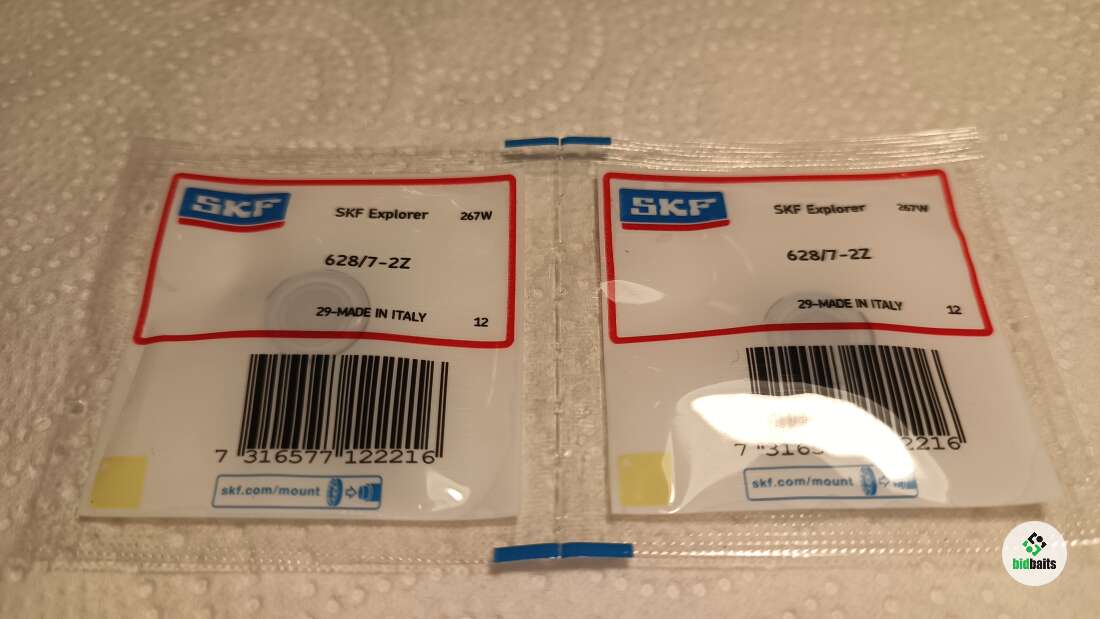 SKF
SKF Explorer 267W
628/7-2Z
29-MADE IN ITALY 12
7 316577 122216
skf.com/mount
SKF
SKF Explorer 267W
628/7-2Z
29-MADE IN ITALY 12
skf.com/mount
bidbaits